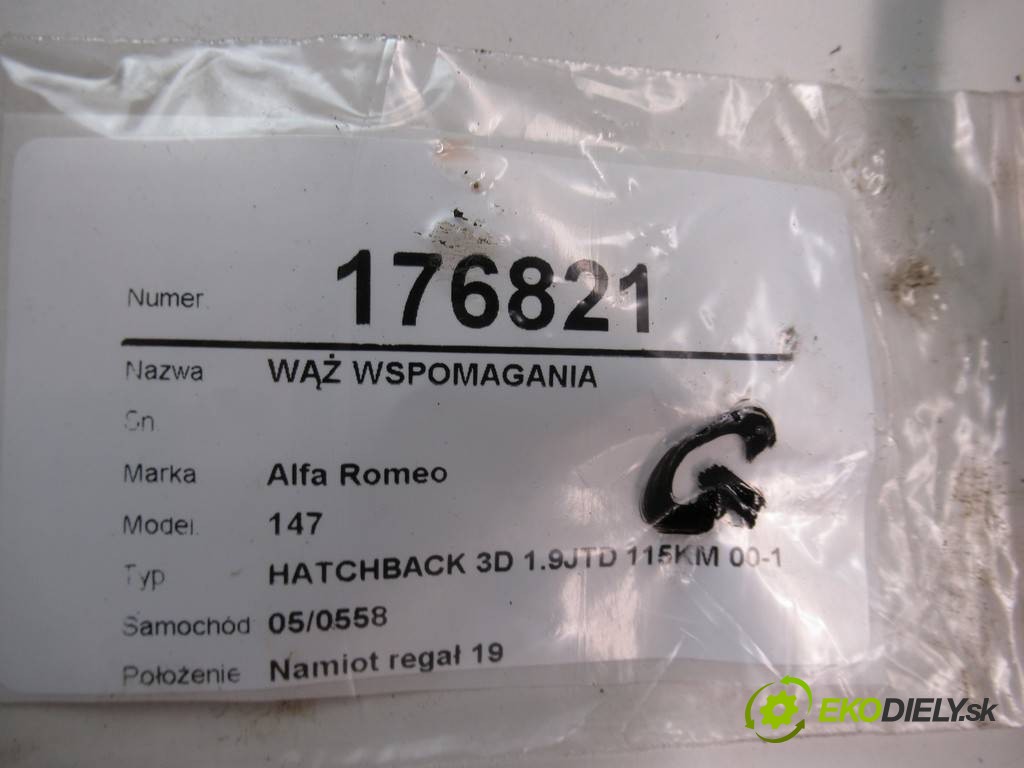 Numer 176821
Nazwa WĄŻ WSPOMAGANIA
Sn
Marka Alfa Romeo
Model 147
Typ HATCHBACK 3D 1.9JTD 115KM 00-1
Samochód 05/0558
Położenie Namiot regał 19
G
EKODIELY.sk